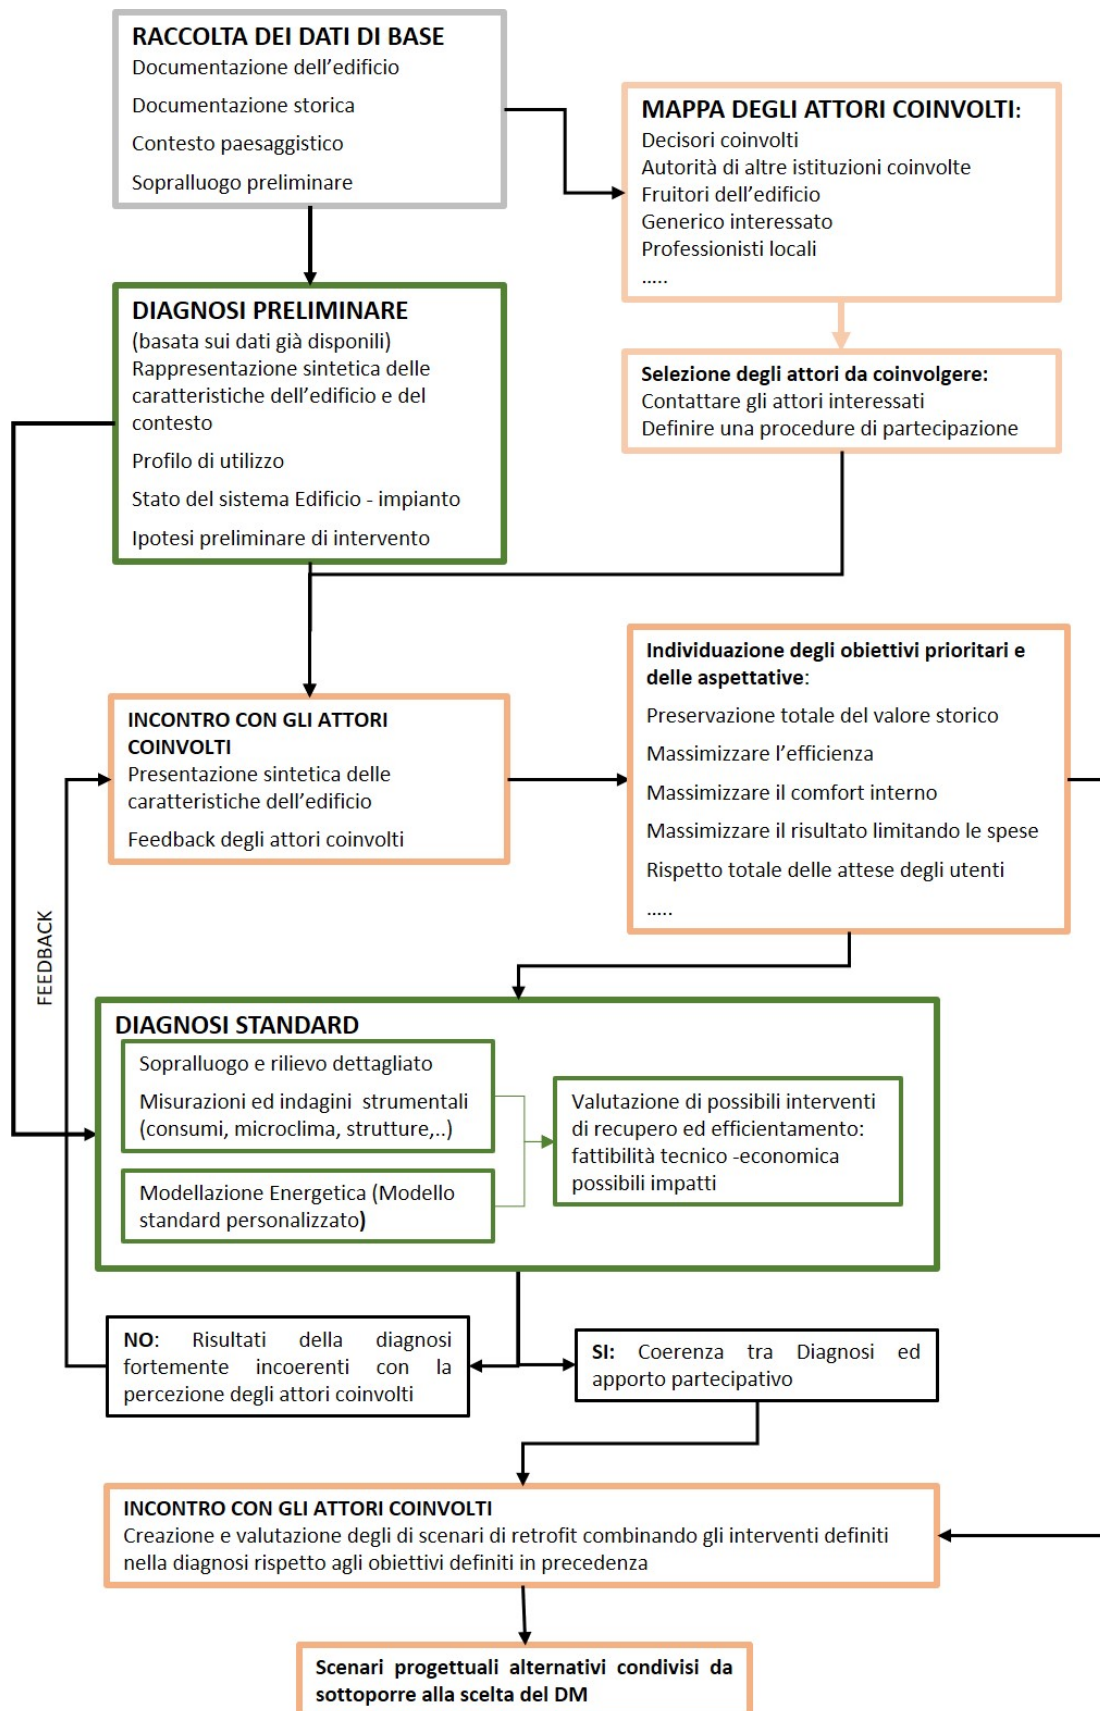 RACCOLTA DEI DATI DI BASE
Documentazione dell'edificio
Documentazione storica
Contesto paesaggistico
Sopralluogo preliminare
MAPPA DEGLI ATTORI COINVOLTI:
Decisori coinvolti
Autorità di altre istituzioni coinvolte
Fruitori dell'edificio
Generico interessato
Professionisti locali
.....
DIAGNOSI PRELIMINARE
(basata sui dati già disponili)
Rappresentazione sintetica delle
caratteristiche dell'edificio e del
contesto
Profilo di utilizzo
Stato del sistema Edificio - impianto
Ipotesi preliminare di intervento
Selezione degli attori da coinvolgere:
Contattare gli attori interessati
Definire una procedure di partecipazione
INCONTRO CON GLI ATTORI
COINVOLTI
Presentazione sintetica delle
caratteristiche dell'edificio
Feedback degli attori coinvolti
Individuazione degli obiettivi prioritari e
delle aspettative:
Preservazione totale del valore storico
Massimizzare l'efficienza
Massimizzare il comfort interno
Massimizzare il risultato limitando le spese
Rispetto totale delle attese degli utenti
.....
FEEDBACK
DIAGNOSI STANDARD
Sopralluogo e rilievo dettagliato
Misurazioni ed indagini strumentali
(consumi, microclima, strutture,..)
Modellazione Energetica (Modello
standard personalizzato)
Valutazione di possibili interventi
di recupero ed efficientamento:
fattibilità tecnico -economica
possibili impatti
NO: Risultati della diagnosi
fortemente incoerenti con la
percezione degli attori coinvolti
SI: Coerenza tra Diagnosi ed
apporto partecipativo
INCONTRO CON GLI ATTORI COINVOLTI
Creazione e valutazione degli di scenari di retrofit combinando gli interventi definiti
nella diagnosi rispetto agli obiettivi definiti in precedenza
Scenari progettuali alternativi condivisi da
sottoporre alla scelta del DM